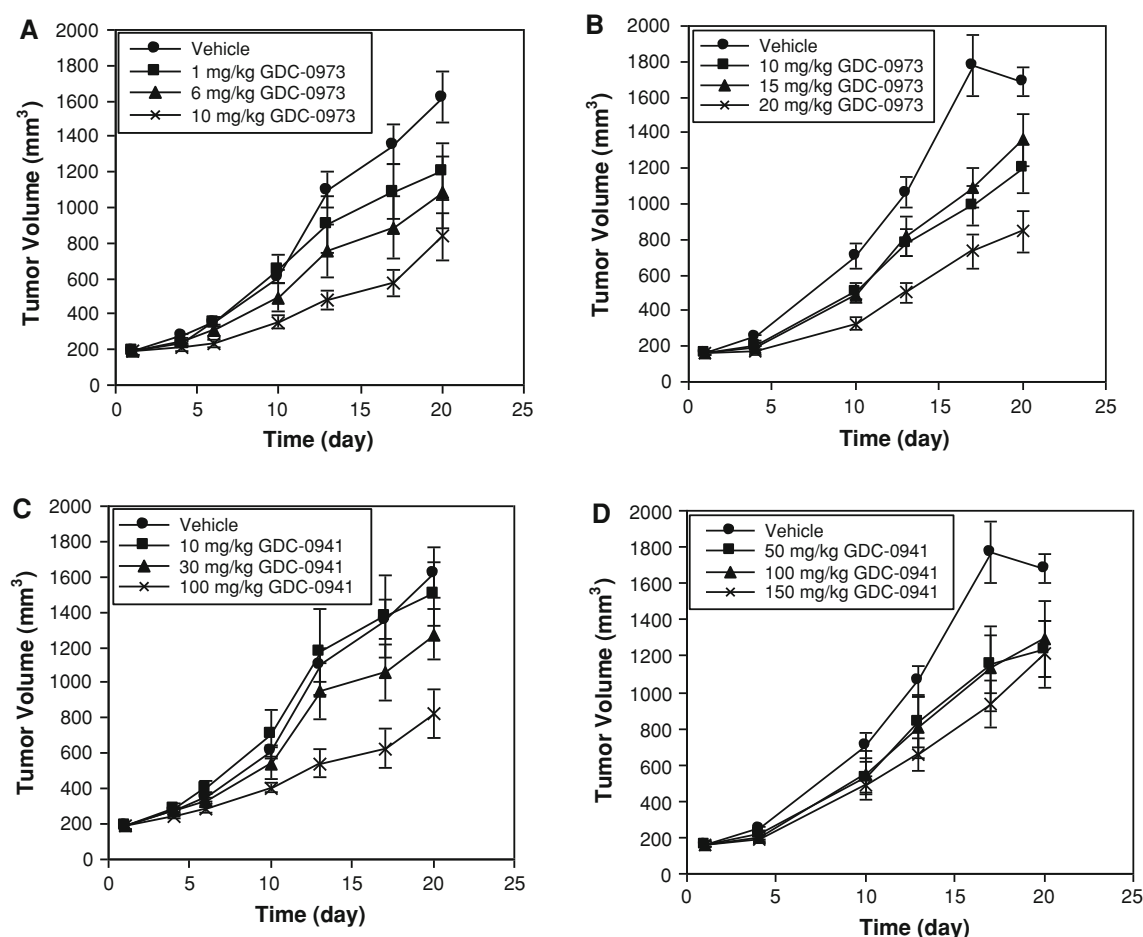 A
Vehicle
1 mg/kg GDC-0973
6 mg/kg GDC-0973
10 mg/kg GDC-0973
Tumor Volume (mm³)
2000
1800
1600
1400
1200
1000
800
600
400
200
0
0 5 10 15 20 25
Time (day)
B
Vehicle
10 mg/kg GDC-0973
15 mg/kg GDC-0973
20 mg/kg GDC-0973
Tumor Volume (mm³)
2000
1800
1600
1400
1200
1000
800
600
400
200
0
0 5 10 15 20 25
Time (day)
C
Vehicle
10 mg/kg GDC-0941
30 mg/kg GDC-0941
100 mg/kg GDC-0941
Tumor Volume (mm³)
2000
1800
1600
1400
1200
1000
800
600
400
200
0
0 5 10 15 20 25
Time (day)
D
Vehicle
50 mg/kg GDC-0941
100 mg/kg GDC-0941
150 mg/kg GDC-0941
Tumor Volume (mm³)
2000
1800
1600
1400
1200
1000
800
600
400
200
0
0 5 10 15 20 25
Time (day)